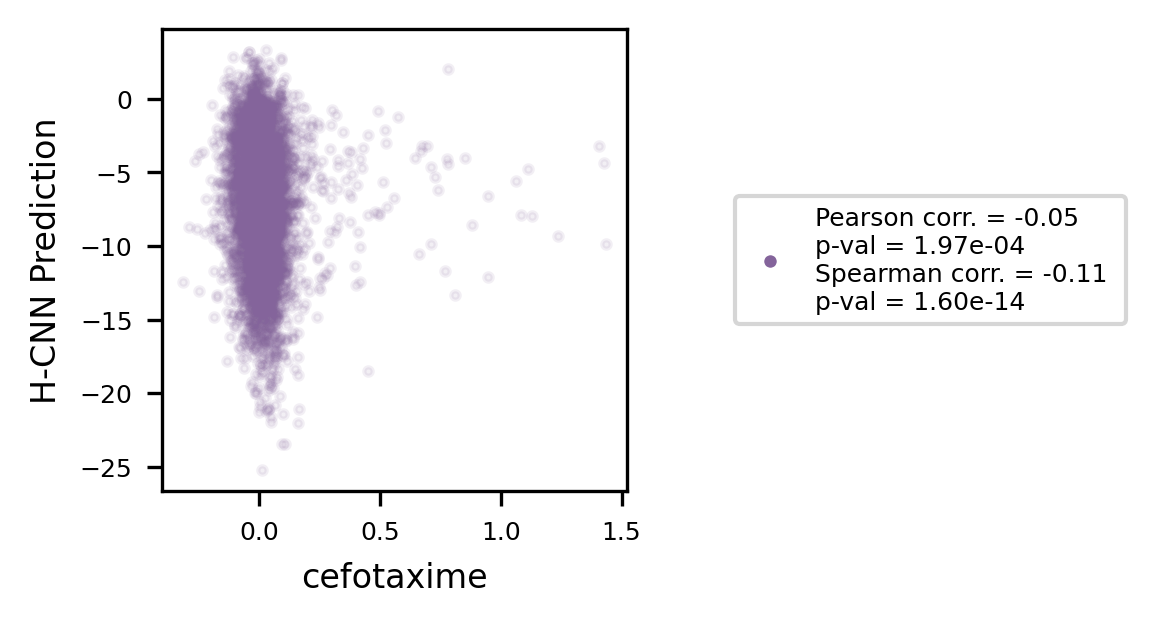 H-CNN Prediction
0
−5
−10
−15
−20
−25
0.0
0.5
1.0
1.5
cefotaxime
Pearson corr. = -0.05
p-val = 1.97e-04
Spearman corr. = -0.11
p-val = 1.60e-14